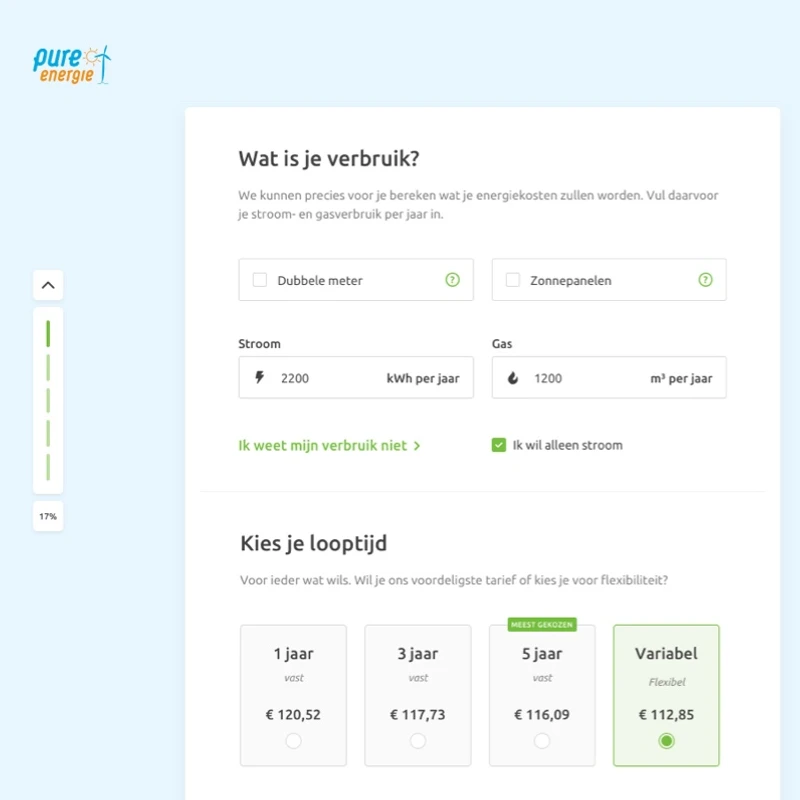 pure
energie
Wat is je verbruik?
We kunnen precies voor je bereken wat je energiekosten zullen worden. Vul daarvoor
je stroom- en gasverbruik per jaar in.
Dubbele meter ?
Zonnepanelen ?
Stroom
2200 kWh per jaar
Gas
1200 m³ per jaar
Ik weet mijn verbruik niet >
Ik wil alleen stroom
17%
Kies je looptijd
Voor ieder wat wils. Wil je ons voordeligste tarief of kies je voor flexibiliteit?
1 jaar
vast
€ 120,52
3 jaar
vast
€ 117,73
MEEST GEKOZEN
5 jaar
vast
€ 116,09
Variabel
Flexibel
€ 112,85